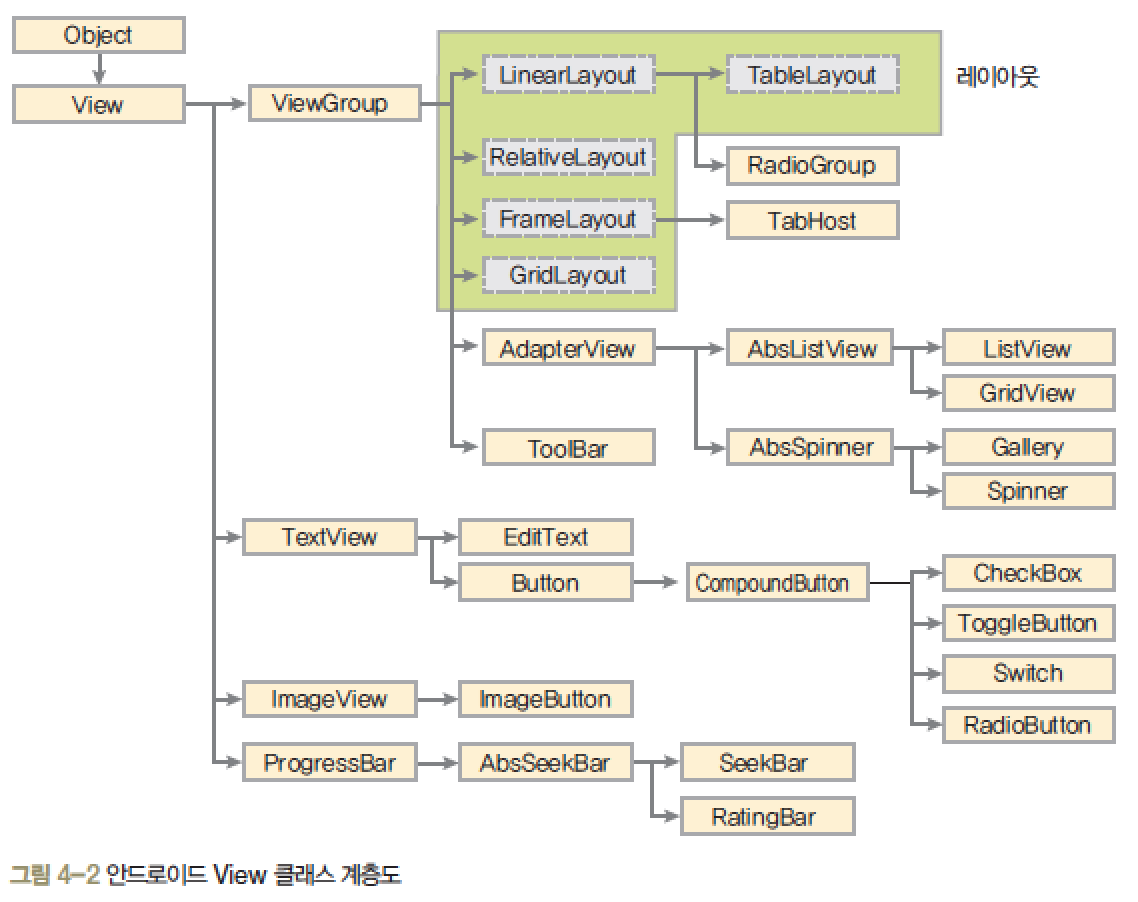 Object
View
ViewGroup
LinearLayout
TableLayout
레이아웃
RelativeLayout
RadioGroup
FrameLayout
TabHost
GridLayout
AdapterView
AbsListView
ListView
GridView
ToolBar
AbsSpinner
Gallery
Spinner
TextView
EditText
Button
CompoundButton
CheckBox
ToggleButton
Switch
RadioButton
ImageView
ImageButton
ProgressBar
AbsSeekBar
SeekBar
RatingBar
그림 4-2 안드로이드 View 클래스 계층도